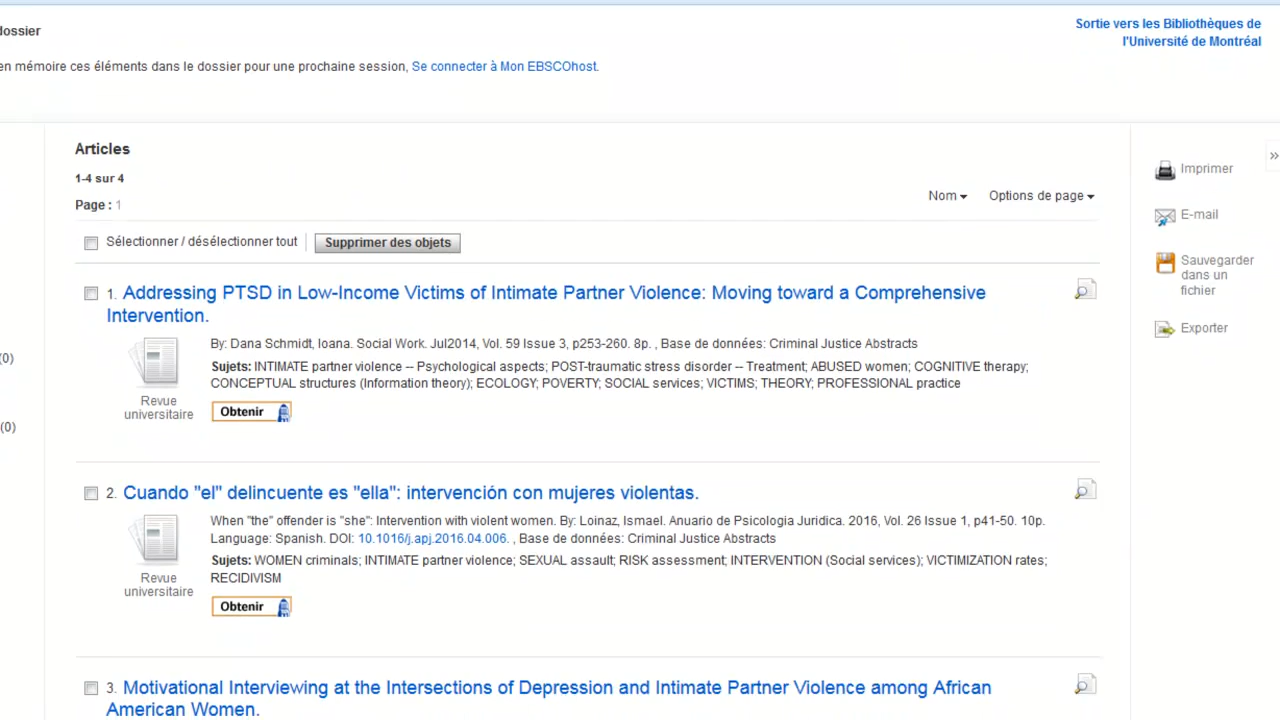 dossier
Sortie vers les Bibliothèques de
l'Université de Montréal
en mémoire ces éléments dans le dossier pour une prochaine session, Se connecter à Mon EBSCOhost.
Articles
1-4 sur 4
Page : 1
Nom
Options de page
Sélectionner / désélectionner tout
Supprimer des objets
1. Addressing PTSD in Low-Income Victims of Intimate Partner Violence: Moving toward a Comprehensive
Intervention.
By: Dana Schmidt, Ioana. Social Work. Jul2014, Vol. 59 Issue 3, p253-260. 8p. , Base de données: Criminal Justice Abstracts
Sujets: INTIMATE partner violence -- Psychological aspects; POST-traumatic stress disorder -- Treatment; ABUSED women; COGNITIVE therapy;
CONCEPTUAL structures (Information theory); ECOLOGY; POVERTY; SOCIAL services; VICTIMS; THEORY; PROFESSIONAL practice
Revue
universitaire
Obtenir
2. Cuando "el" delincuente es "ella": intervención con mujeres violentas.
When "the" offender is "she": Intervention with violent women. By: Loinaz, Ismael. Anuario de Psicologia Juridica. 2016, Vol. 26 Issue 1, p41-50. 10p.
Language: Spanish. DOI: 10.1016/j.apj.2016.04.006. , Base de données: Criminal Justice Abstracts
Sujets: WOMEN criminals; INTIMATE partner violence; SEXUAL assault; RISK assessment; INTERVENTION (Social services); VICTIMIZATION rates;
RECIDIVISM
Revue
universitaire
Obtenir
3. Motivational Interviewing at the Intersections of Depression and Intimate Partner Violence among African
American Women.
(0)
(0)
»
Imprimer
E-mail
Sauvegarder
dans un
fichier
Exporter